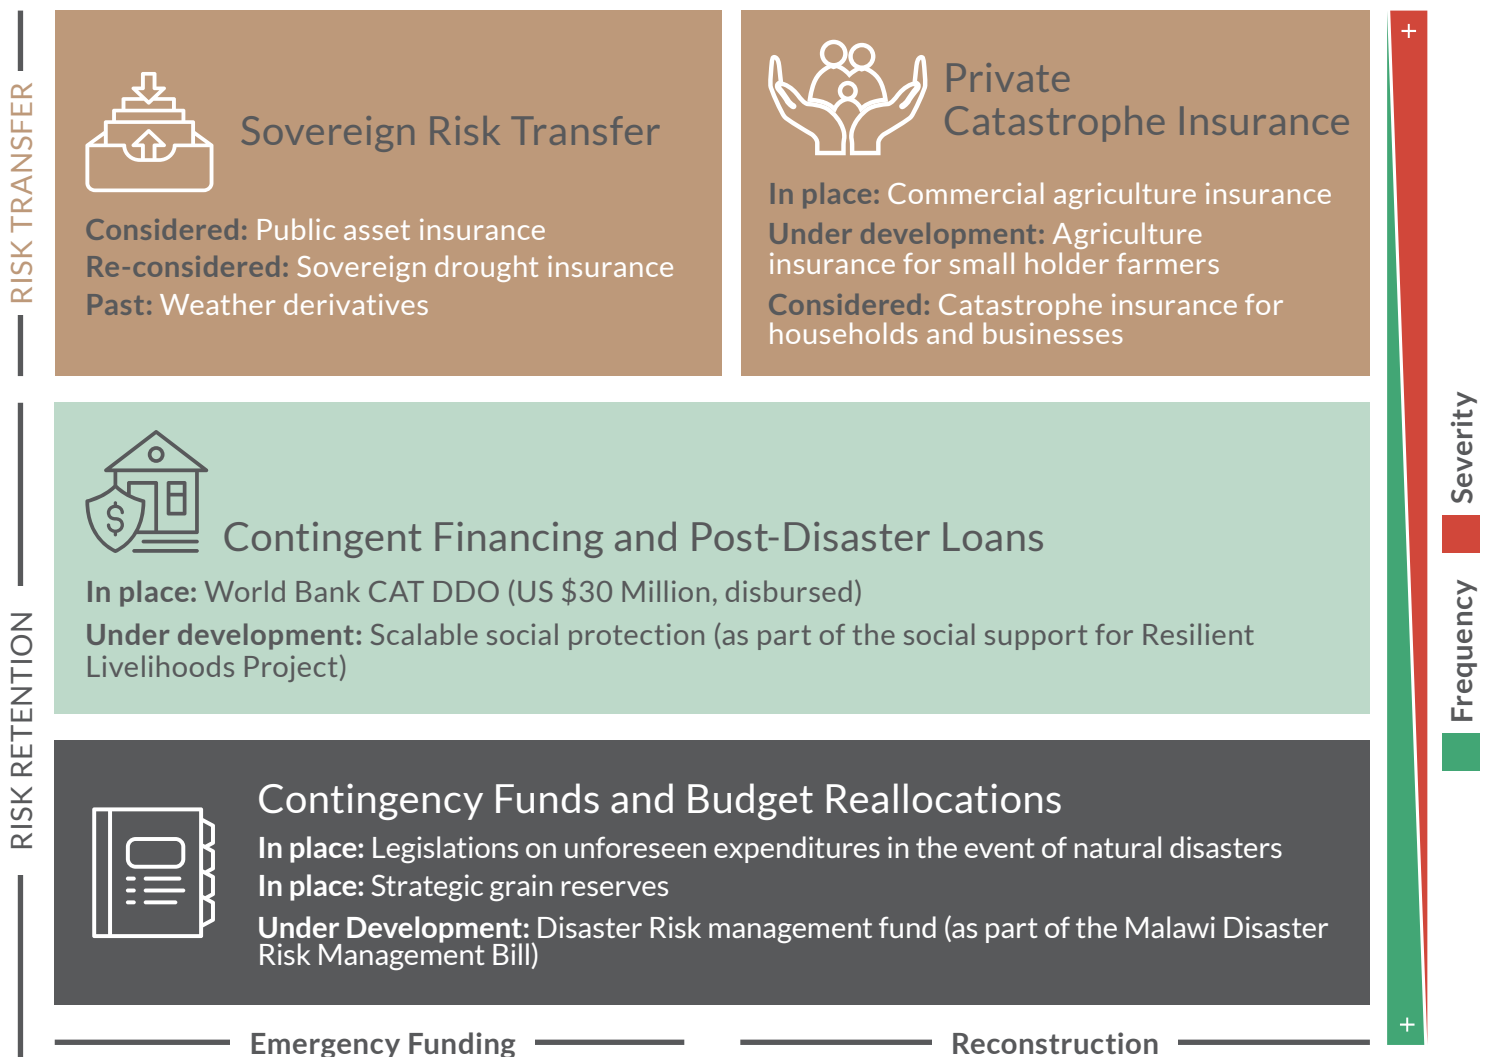 RISK TRANSFER
Sovereign Risk Transfer
Considered: Public asset insurance
Re-considered: Sovereign drought insurance
Past: Weather derivatives
Private
Catastrophe Insurance
In place: Commercial agriculture insurance
Under development: Agriculture
insurance for small holder farmers
Considered: Catastrophe insurance for
households and businesses
RISK RETENTION
$
Contingent Financing and Post-Disaster Loans
In place: World Bank CAT DDO (US $30 Million, disbursed)
Under development: Scalable social protection (as part of the social support for Resilient
Livelihoods Project)
Contingency Funds and Budget Reallocations
In place: Legislations on unforeseen expenditures in the event of natural disasters
In place: Strategic grain reserves
Under Development: Disaster Risk management fund (as part of the Malawi Disaster
Risk Management Bill)
Emergency Funding
Reconstruction
+
+
Severity
Frequency